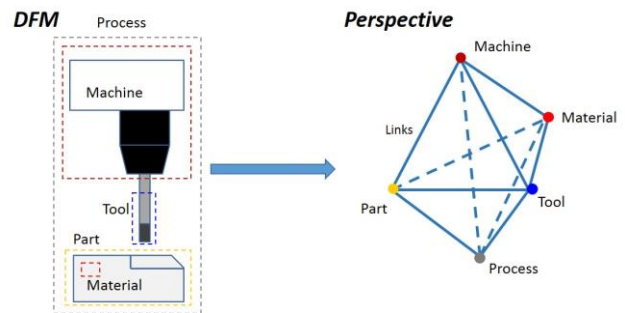 DFM
Process
Machine
Tool
Part
Material
Perspective
Machine
Material
Links
Part
Tool
Process